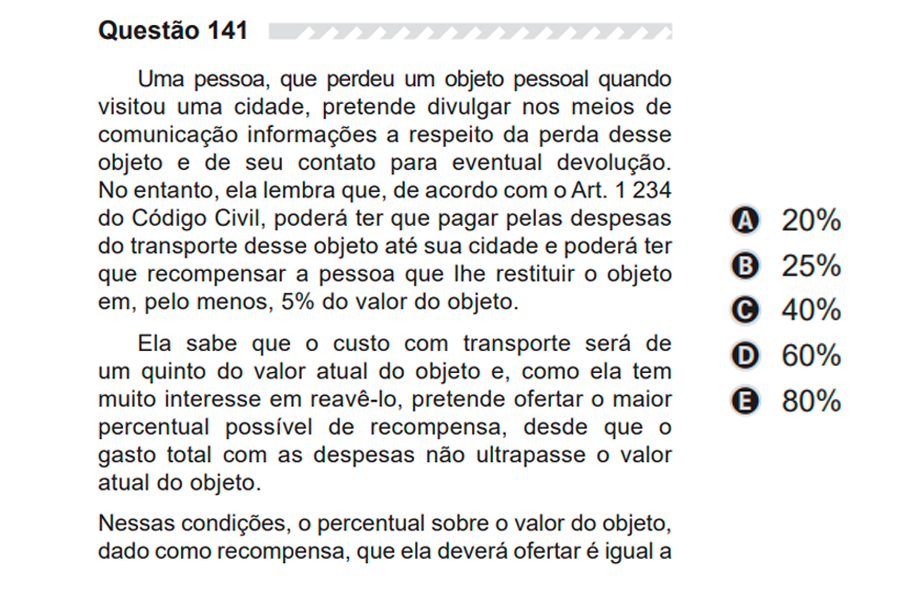 Questão 141
Uma pessoa, que perdeu um objeto pessoal quando
visitou uma cidade, pretende divulgar nos meios de
comunicação informações a respeito da perda desse
objeto e de seu contato para eventual devolução.
No entanto, ela lembra que, de acordo com o Art. 1 234
do Código Civil, poderá ter que pagar pelas despesas
do transporte desse objeto até sua cidade e poderá ter
que recompensar a pessoa que lhe restituir o objeto
em, pelo menos, 5% do valor do objeto.
Ela sabe que o custo com transporte será de
um quinto do valor atual do objeto e, como ela tem
muito interesse em reavê-lo, pretende ofertar o maior
percentual possível de recompensa, desde que o
gasto total com as despesas não ultrapasse o valor
atual do objeto.
Nessas condições, o percentual sobre o valor do objeto,
dado como recompensa, que ela deverá ofertar é igual a
A 20%
B 25%
C 40%
D 60%
E 80%